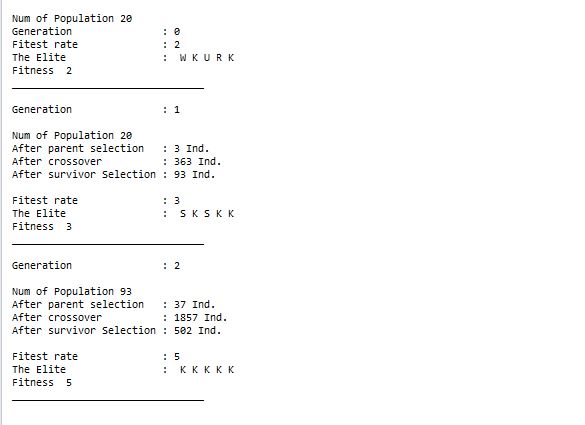 Num of Population 20
Generation : 0
Fitest rate : 2
The Elite : W K U R K
Fitness 2
Generation : 1
Num of Population 20
After parent selection : 3 Ind.
After crossover : 363 Ind.
After survivor Selection : 93 Ind.
Fitest rate : 3
The Elite : S K S K K
Fitness 3
Generation : 2
Num of Population 93
After parent selection : 37 Ind.
After crossover : 1857 Ind.
After survivor Selection : 502 Ind.
Fitest rate : 5
The Elite : K K K K K
Fitness 5